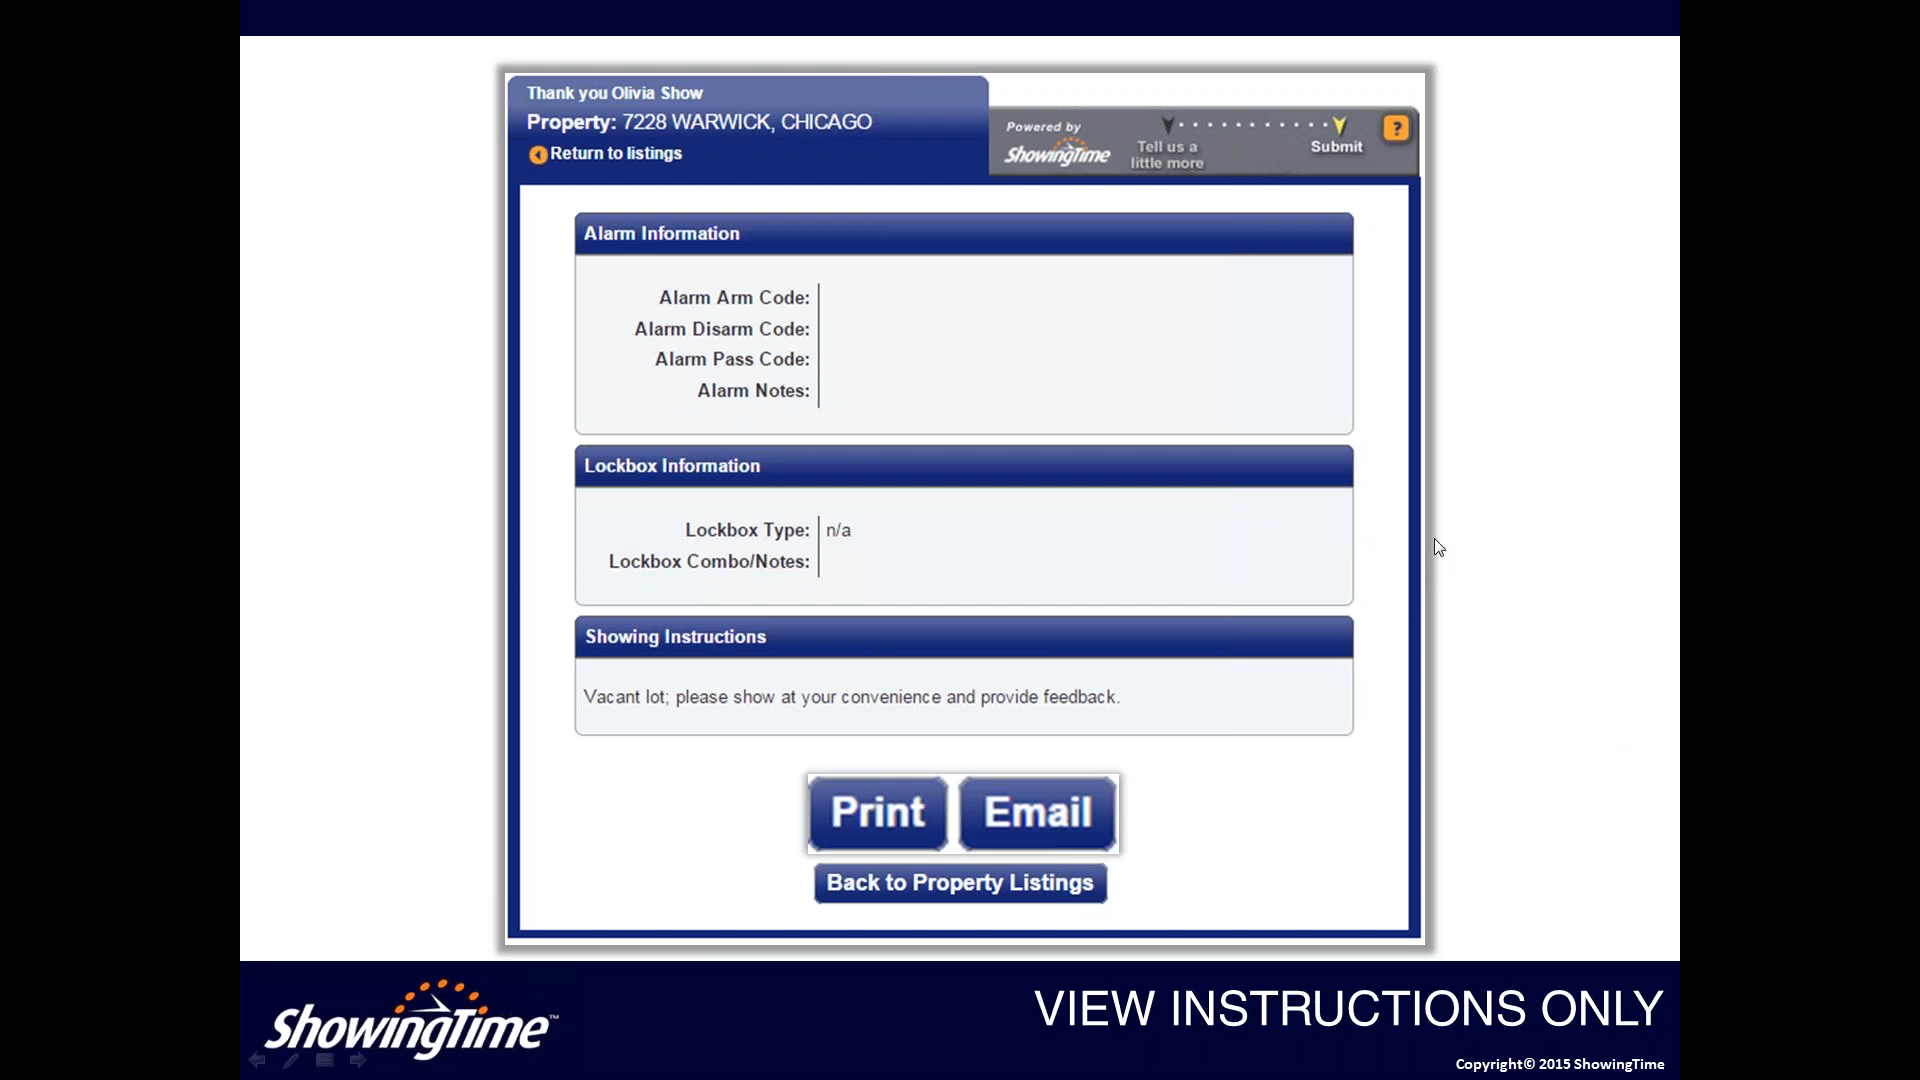 Thank you Olivia Show
Property: 7228 WARWICK, CHICAGO
Return to listings
Powered by
ShowingTime
Tell us a
little more
Submit
?
Alarm Information
Alarm Arm Code:
Alarm Disarm Code:
Alarm Pass Code:
Alarm Notes:
Lockbox Information
Lockbox Type: n/a
Lockbox Combo/Notes:
Showing Instructions
Vacant lot; please show at your convenience and provide feedback.
Print Email
Back to Property Listings
ShowingTime™
VIEW INSTRUCTIONS ONLY
Copyright© 2015 ShowingTime